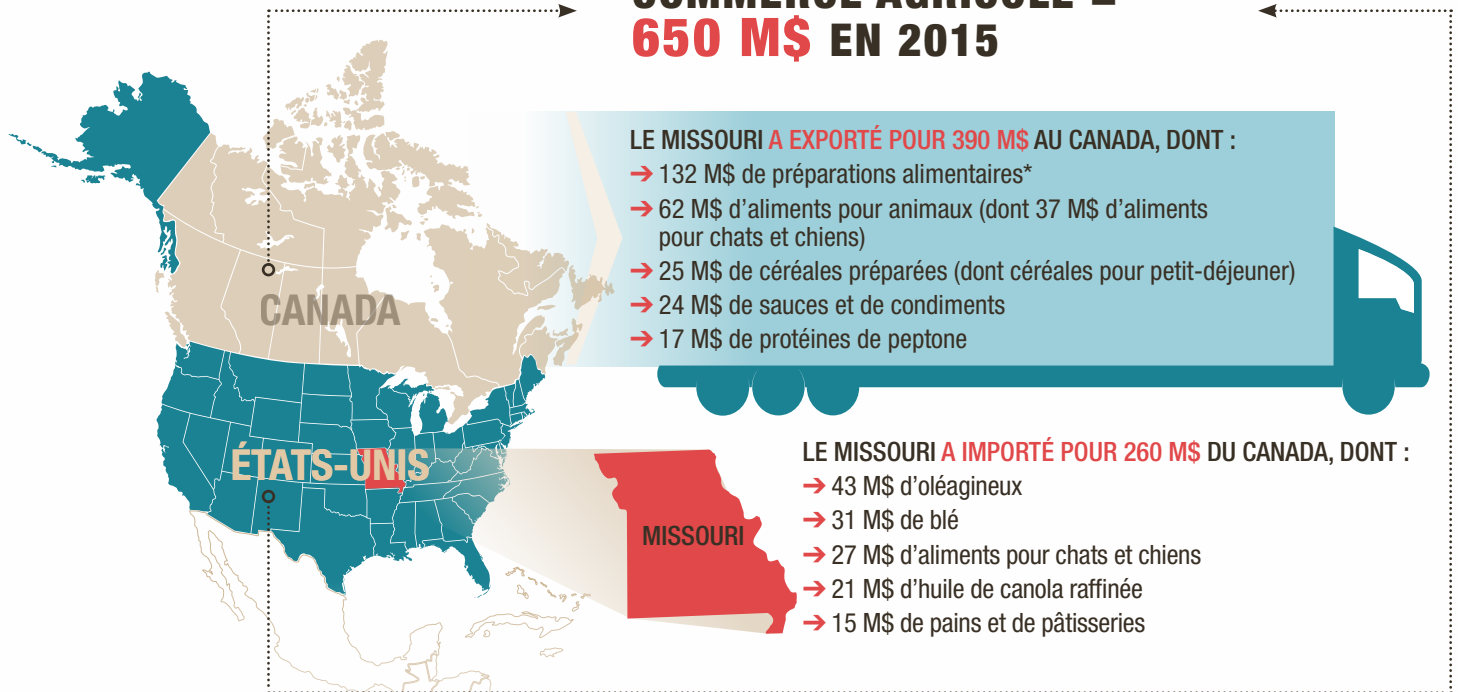 COMMERCE AGRICOLE =
650 M$ EN 2015
LE MISSOURI A EXPORTÉ POUR 390 M$ AU CANADA, DONT :
➔ 132 M$ de préparations alimentaires*
➔ 62 M$ d’aliments pour animaux (dont 37 M$ d’aliments
pour chats et chiens)
➔ 25 M$ de céréales préparées (dont céréales pour petit-déjeuner)
➔ 24 M$ de sauces et de condiments
➔ 17 M$ de protéines de peptone
CANADA
ÉTATS-UNIS
MISSOURI
LE MISSOURI A IMPORTÉ POUR 260 M$ DU CANADA, DONT :
➔ 43 M$ d’oléagineux
➔ 31 M$ de blé
➔ 27 M$ d’aliments pour chats et chiens
➔ 21 M$ d’huile de canola raffinée
➔ 15 M$ de pains et de pâtisseries